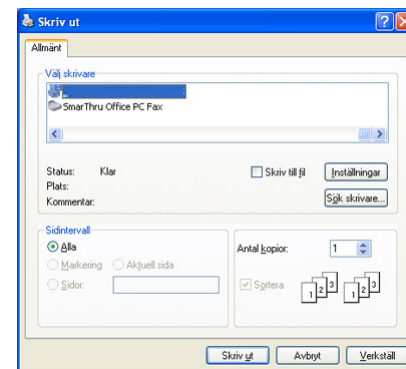 Skriv ut
Allmänt
Välj skrivare
SmarThru Office PC Fax
Status: Klar
Skriv till fil
Inställningar
Plats:
Kommentar:
Sök skrivare...
Sidintervall
Alla
Markering
Aktuell sida
Sidor:
Antal kopior: 1
Sortera
1 2 3
1 2 3
Skriv ut
Avbryt
Verkställ